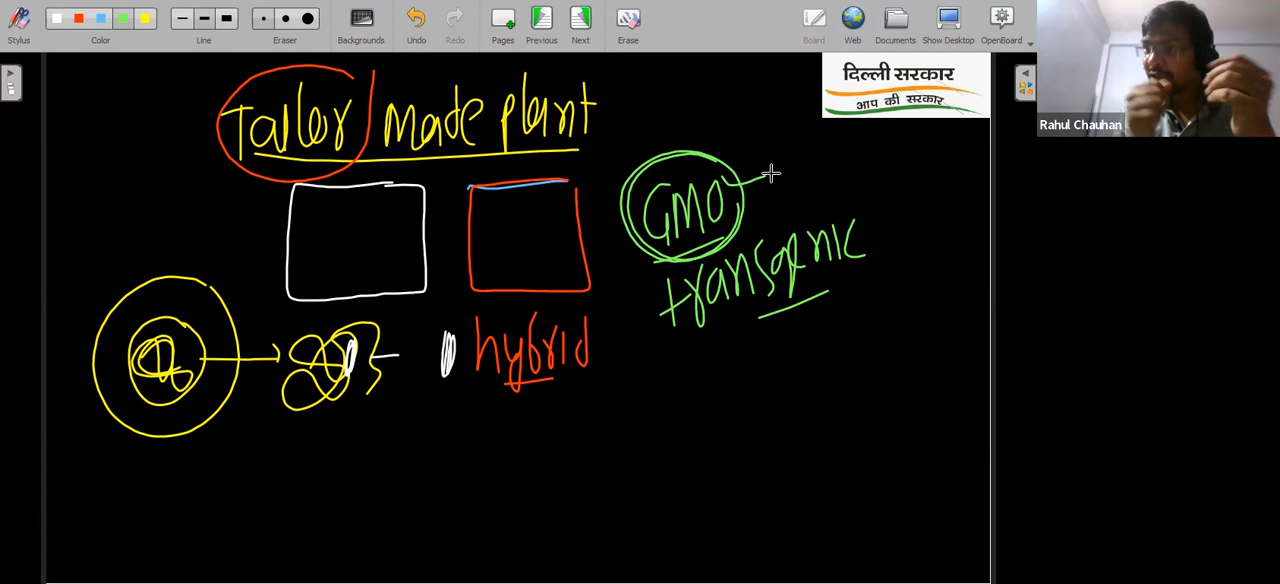 Stylus
Color
Line
Eraser
Backgrounds
Undo
Redo
Pages
Previous
Next
Erase
Board
Web
Documents
Show Desktop
OpenBoard
Tailor made plant
दिल्ली सरकार
आप की सरकार
Rahul Chauhan
GMO
transgenic
hybrid